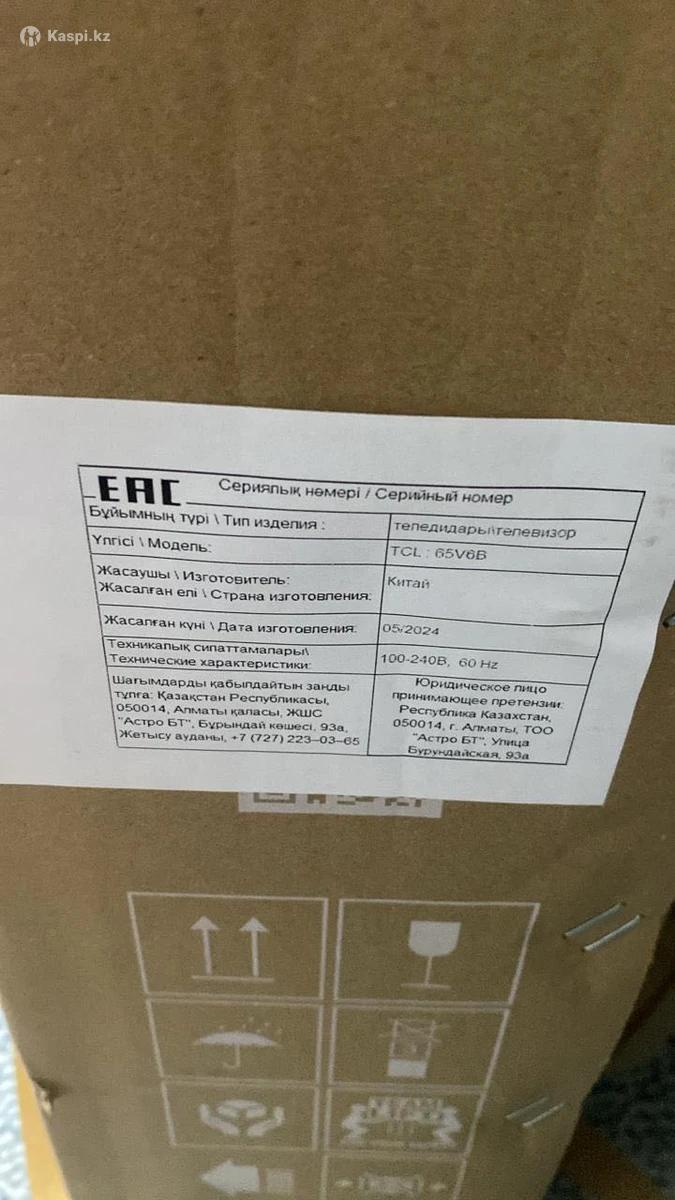 Kaspi.kz
EAC Сериялық нөмері / Серийный номер
Бұйымның түрі \ Тип изделия : теледидары\телевизор
Үлгісі \ Модель: TCL : 65V6B
Жасаушы \ Изготовитель: Китай
Жасалған елі \ Страна изготовления:
Жасалған күні \ Дата изготовления: 05/2024
Техникалық сипаттамалары\
Технические характеристики: 100-240В, 60 Hz
Шағымдарды қабылдайтын заңды
тұлға: Қазақстан Республикасы,
050014, Алматы қаласы, ЖШС
"Астро БТ", Бұрындай көшесі, 93а,
Жетысу ауданы, +7 (727) 223–03–65
Юридическое лицо
принимающее претензии:
Республика Казахстан,
050014, г. Алматы, ТОО
"Астро БТ", Улица
Бурундайская, 93а